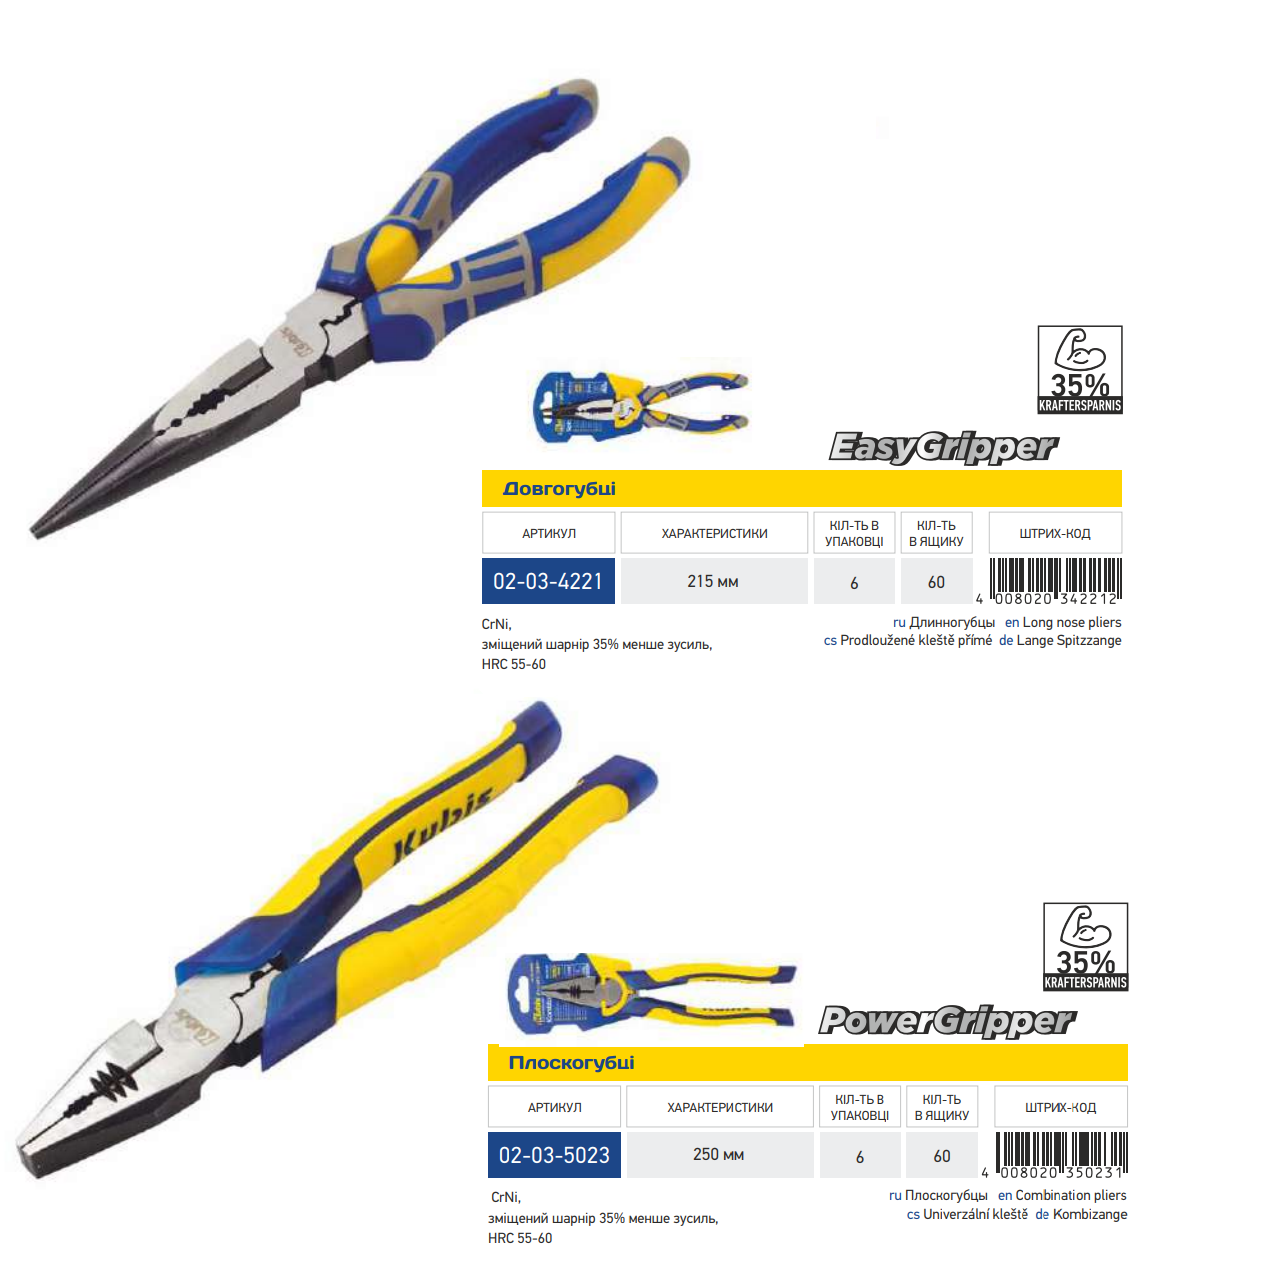 Kubis
35%
KRAFTERSPARNIS
EasyGripper
Довгогубці
АРТИКУЛ
ХАРАКТЕРИСТИКИ
КІЛ-ТЬ В
УПАКОВЦІ
КІЛ-ТЬ
В ЯЩИКУ
ШТРИХ-КОД
02-03-4221
215 мм
6
60
4 008020 342212
CrNi,
зміщений шарнір 35% менше зусиль,
HRC 55-60
ru Длинногубцы en Long nose pliers
cs Prodloužené kleště přímé de Lange Spitzzange
Kubis
Kubis
35%
KRAFTERSPARNIS
PowerGripper
Плоскогубці
АРТИКУЛ
ХАРАКТЕРИСТИКИ
КІЛ-ТЬ В
УПАКОВЦІ
КІЛ-ТЬ
В ЯЩИКУ
ШТРИХ-КОД
02-03-5023
250 мм
6
60
4 008020 350231
CrNi,
зміщений шарнір 35% менше зусиль,
HRC 55-60
ru Плоскогубцы en Combination pliers
cs Univerzální kleště de Kombizange